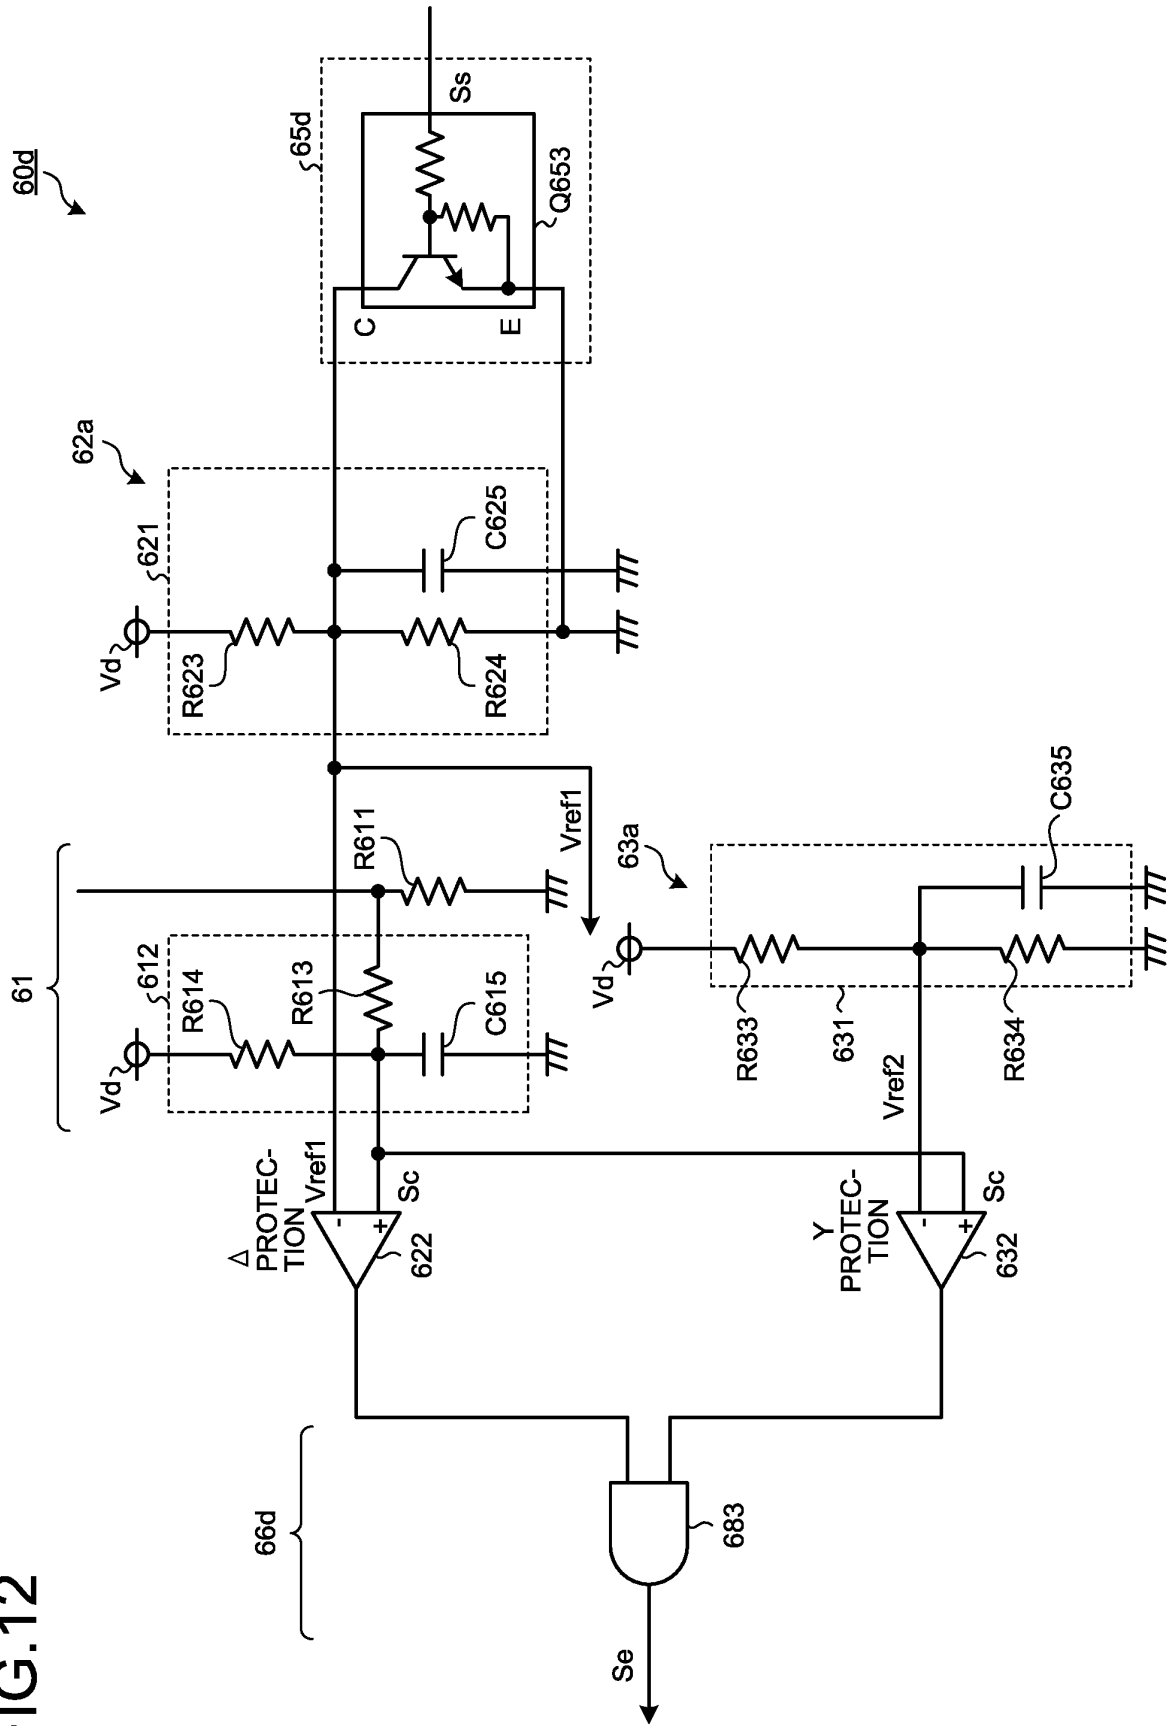 60d
65d
Ss
Q653
C
E
62a
621
Vd
R623
R624
C625
Vref1
61
R611
612
Vd
R614
R613
C615
63a
Vd
C635
R633
631
R634
Vref2
Δ PROTEC-
TION
Vref1
Sc
622
Y
PROTEC-
TION
Sc
632
66d
683
Se
FIG.12